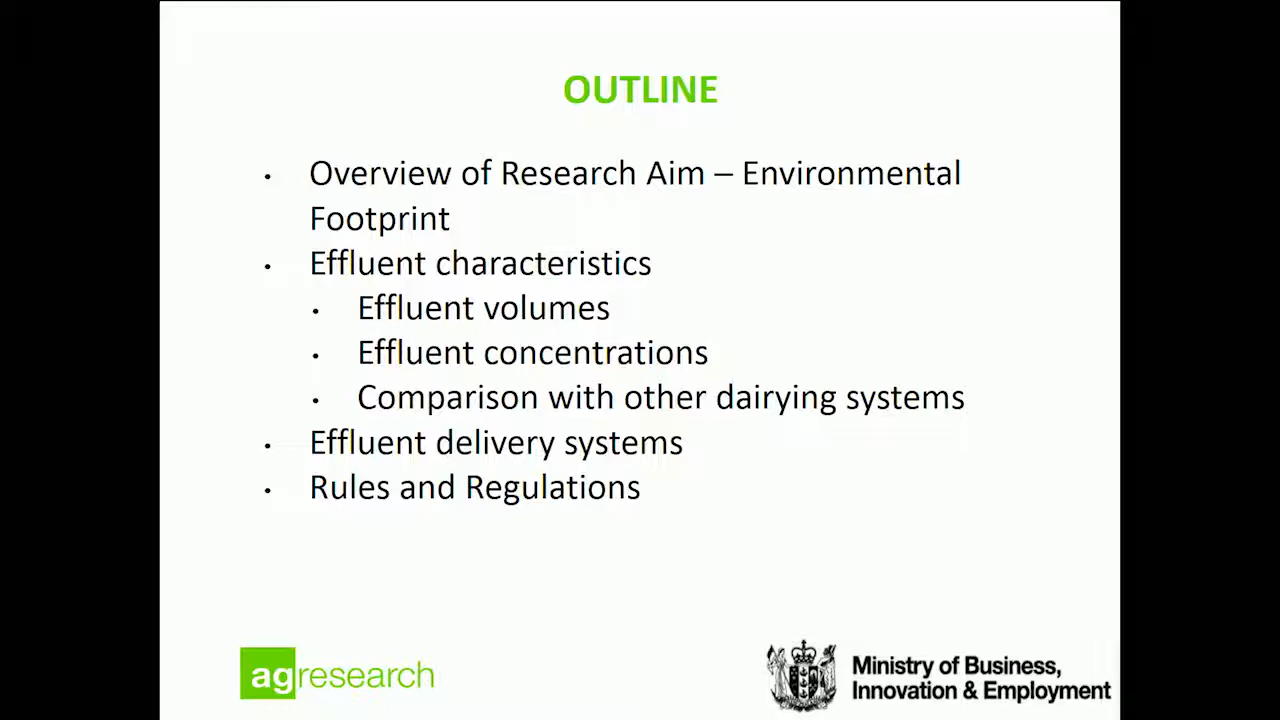 OUTLINE
• Overview of Research Aim – Environmental
Footprint
• Effluent characteristics
• Effluent volumes
• Effluent concentrations
• Comparison with other dairying systems
• Effluent delivery systems
• Rules and Regulations
agresearch
Ministry of Business,
Innovation & Employment